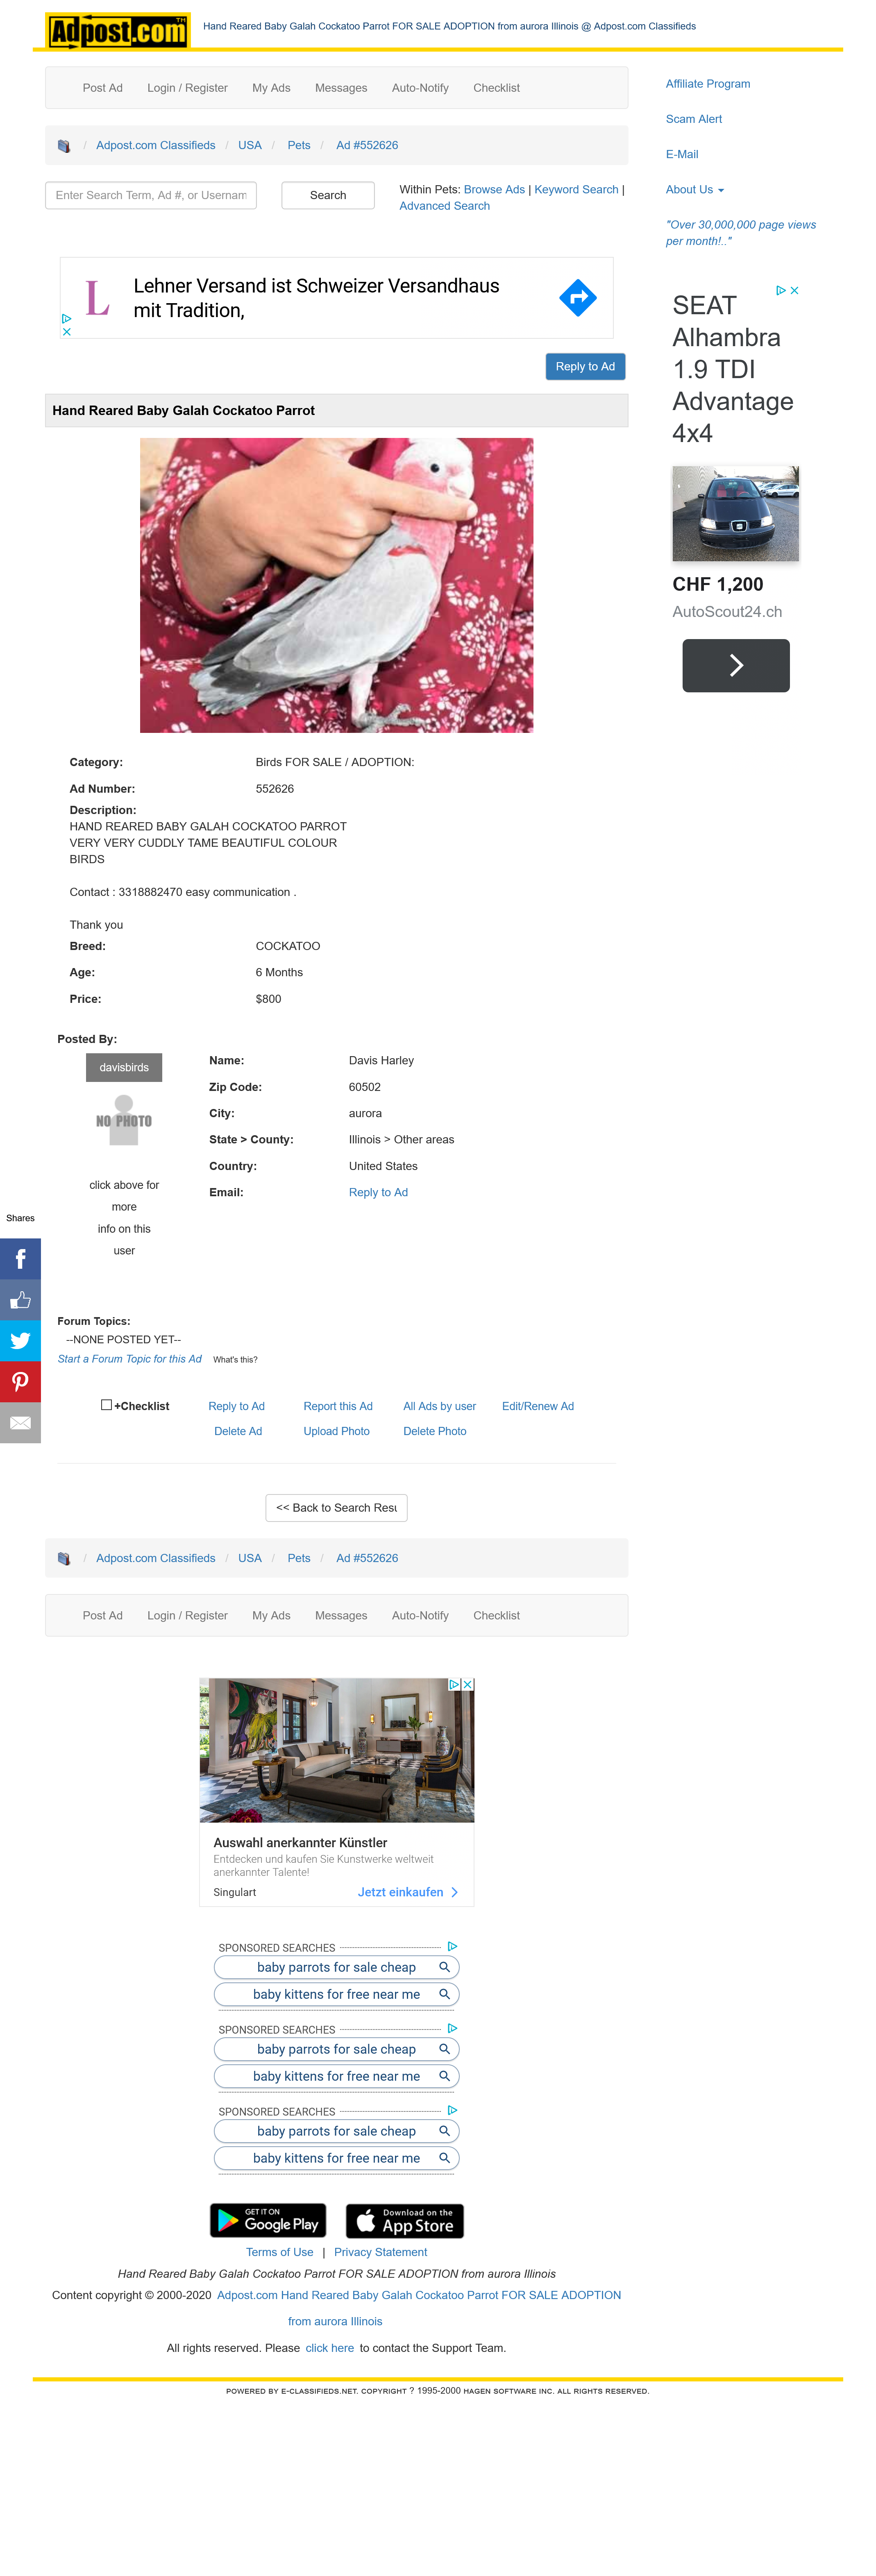 Adpost.com TM
Hand Reared Baby Galah Cockatoo Parrot FOR SALE ADOPTION from aurora Illinois @ Adpost.com Classifieds
Post Ad Login / Register My Ads Messages Auto-Notify Checklist
Affiliate Program
Scam Alert
E-Mail
About Us
"Over 30,000,000 page views
per month!.."
/ Adpost.com Classifieds / USA / Pets / Ad #552626
Enter Search Term, Ad #, or Usernam
Search
Within Pets: Browse Ads | Keyword Search |
Advanced Search
L
Lehner Versand ist Schweizer Versandhaus
mit Tradition,
SEAT
Alhambra
1.9 TDI
Advantage
4x4
CHF 1,200
AutoScout24.ch
Reply to Ad
Hand Reared Baby Galah Cockatoo Parrot
Category: Birds FOR SALE / ADOPTION:
Ad Number: 552626
Description:
HAND REARED BABY GALAH COCKATOO PARROT
VERY VERY CUDDLY TAME BEAUTIFUL COLOUR
BIRDS
Contact : 3318882470 easy communication .
Thank you
Breed: COCKATOO
Age: 6 Months
Price: $800
Posted By:
davisbirds
NO PHOTO
click above for
more
info on this
user
Name: Davis Harley
Zip Code: 60502
City: aurora
State > County: Illinois > Other areas
Country: United States
Email: Reply to Ad
Shares
Forum Topics:
--NONE POSTED YET--
Start a Forum Topic for this Ad What's this?
+Checklist Reply to Ad Report this Ad All Ads by user Edit/Renew Ad
Delete Ad Upload Photo Delete Photo
<< Back to Search Resu
/ Adpost.com Classifieds / USA / Pets / Ad #552626
Post Ad Login / Register My Ads Messages Auto-Notify Checklist
Auswahl anerkannter Künstler
Entdecken und kaufen Sie Kunstwerke weltweit
anerkannter Talente!
Singulart Jetzt einkaufen
SPONSORED SEARCHES
baby parrots for sale cheap
baby kittens for free near me
SPONSORED SEARCHES
baby parrots for sale cheap
baby kittens for free near me
SPONSORED SEARCHES
baby parrots for sale cheap
baby kittens for free near me
GET IT ON
Google Play
Download on the
App Store
Terms of Use | Privacy Statement
Hand Reared Baby Galah Cockatoo Parrot FOR SALE ADOPTION from aurora Illinois
Content copyright © 2000-2020 Adpost.com Hand Reared Baby Galah Cockatoo Parrot FOR SALE ADOPTION
from aurora Illinois
All rights reserved. Please click here to contact the Support Team.
POWERED BY E-CLASSIFIEDS.NET. COPYRIGHT ? 1995-2000 HAGEN SOFTWARE INC. ALL RIGHTS RESERVED.